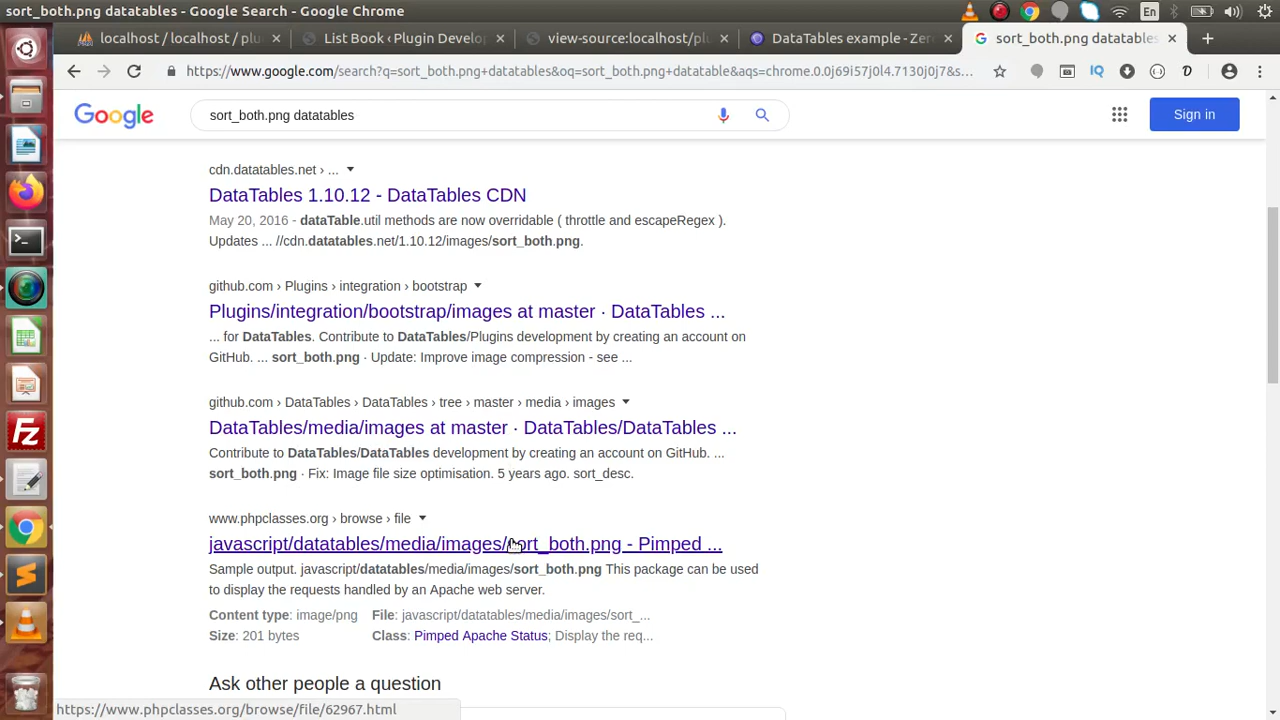 sort_both.png datatables - Google Search - Google Chrome
En
localhost / localhost / plu
List Book ‹ Plugin Develo
view-source:localhost/pl
DataTables example - Zer
sort_both.png datatables
https://www.google.com/search?q=sort_both.png+datatables&oq=sort_both.png+datatable&aqs=chrome.0.0j69i57j0l4.7130j0j7&s...
IQ
Google
sort_both.png datatables
Sign in
cdn.datatables.net › ...
DataTables 1.10.12 - DataTables CDN
May 20, 2016 - dataTable.util methods are now overridable ( throttle and escapeRegex ).
Updates ... //cdn.datatables.net/1.10.12/images/sort_both.png.
github.com › Plugins › integration › bootstrap
Plugins/integration/bootstrap/images at master · DataTables ...
... for DataTables. Contribute to DataTables/Plugins development by creating an account on
GitHub. ... sort_both.png · Update: Improve image compression - see ...
github.com › DataTables › DataTables › tree › master › media › images
DataTables/media/images at master · DataTables/DataTables ...
Contribute to DataTables/DataTables development by creating an account on GitHub. ...
sort_both.png · Fix: Image file size optimisation. 5 years ago. sort_desc.
www.phpclasses.org › browse › file
javascript/datatables/media/images/sort_both.png - Pimped ...
Sample output. javascript/datatables/media/images/sort_both.png This package can be used
to display the requests handled by an Apache web server.
Content type: image/png File: javascript/datatables/media/images/sort_...
Size: 201 bytes Class: Pimped Apache Status; Display the req...
Ask other people a question
https://www.phpclasses.org/browse/file/62967.html